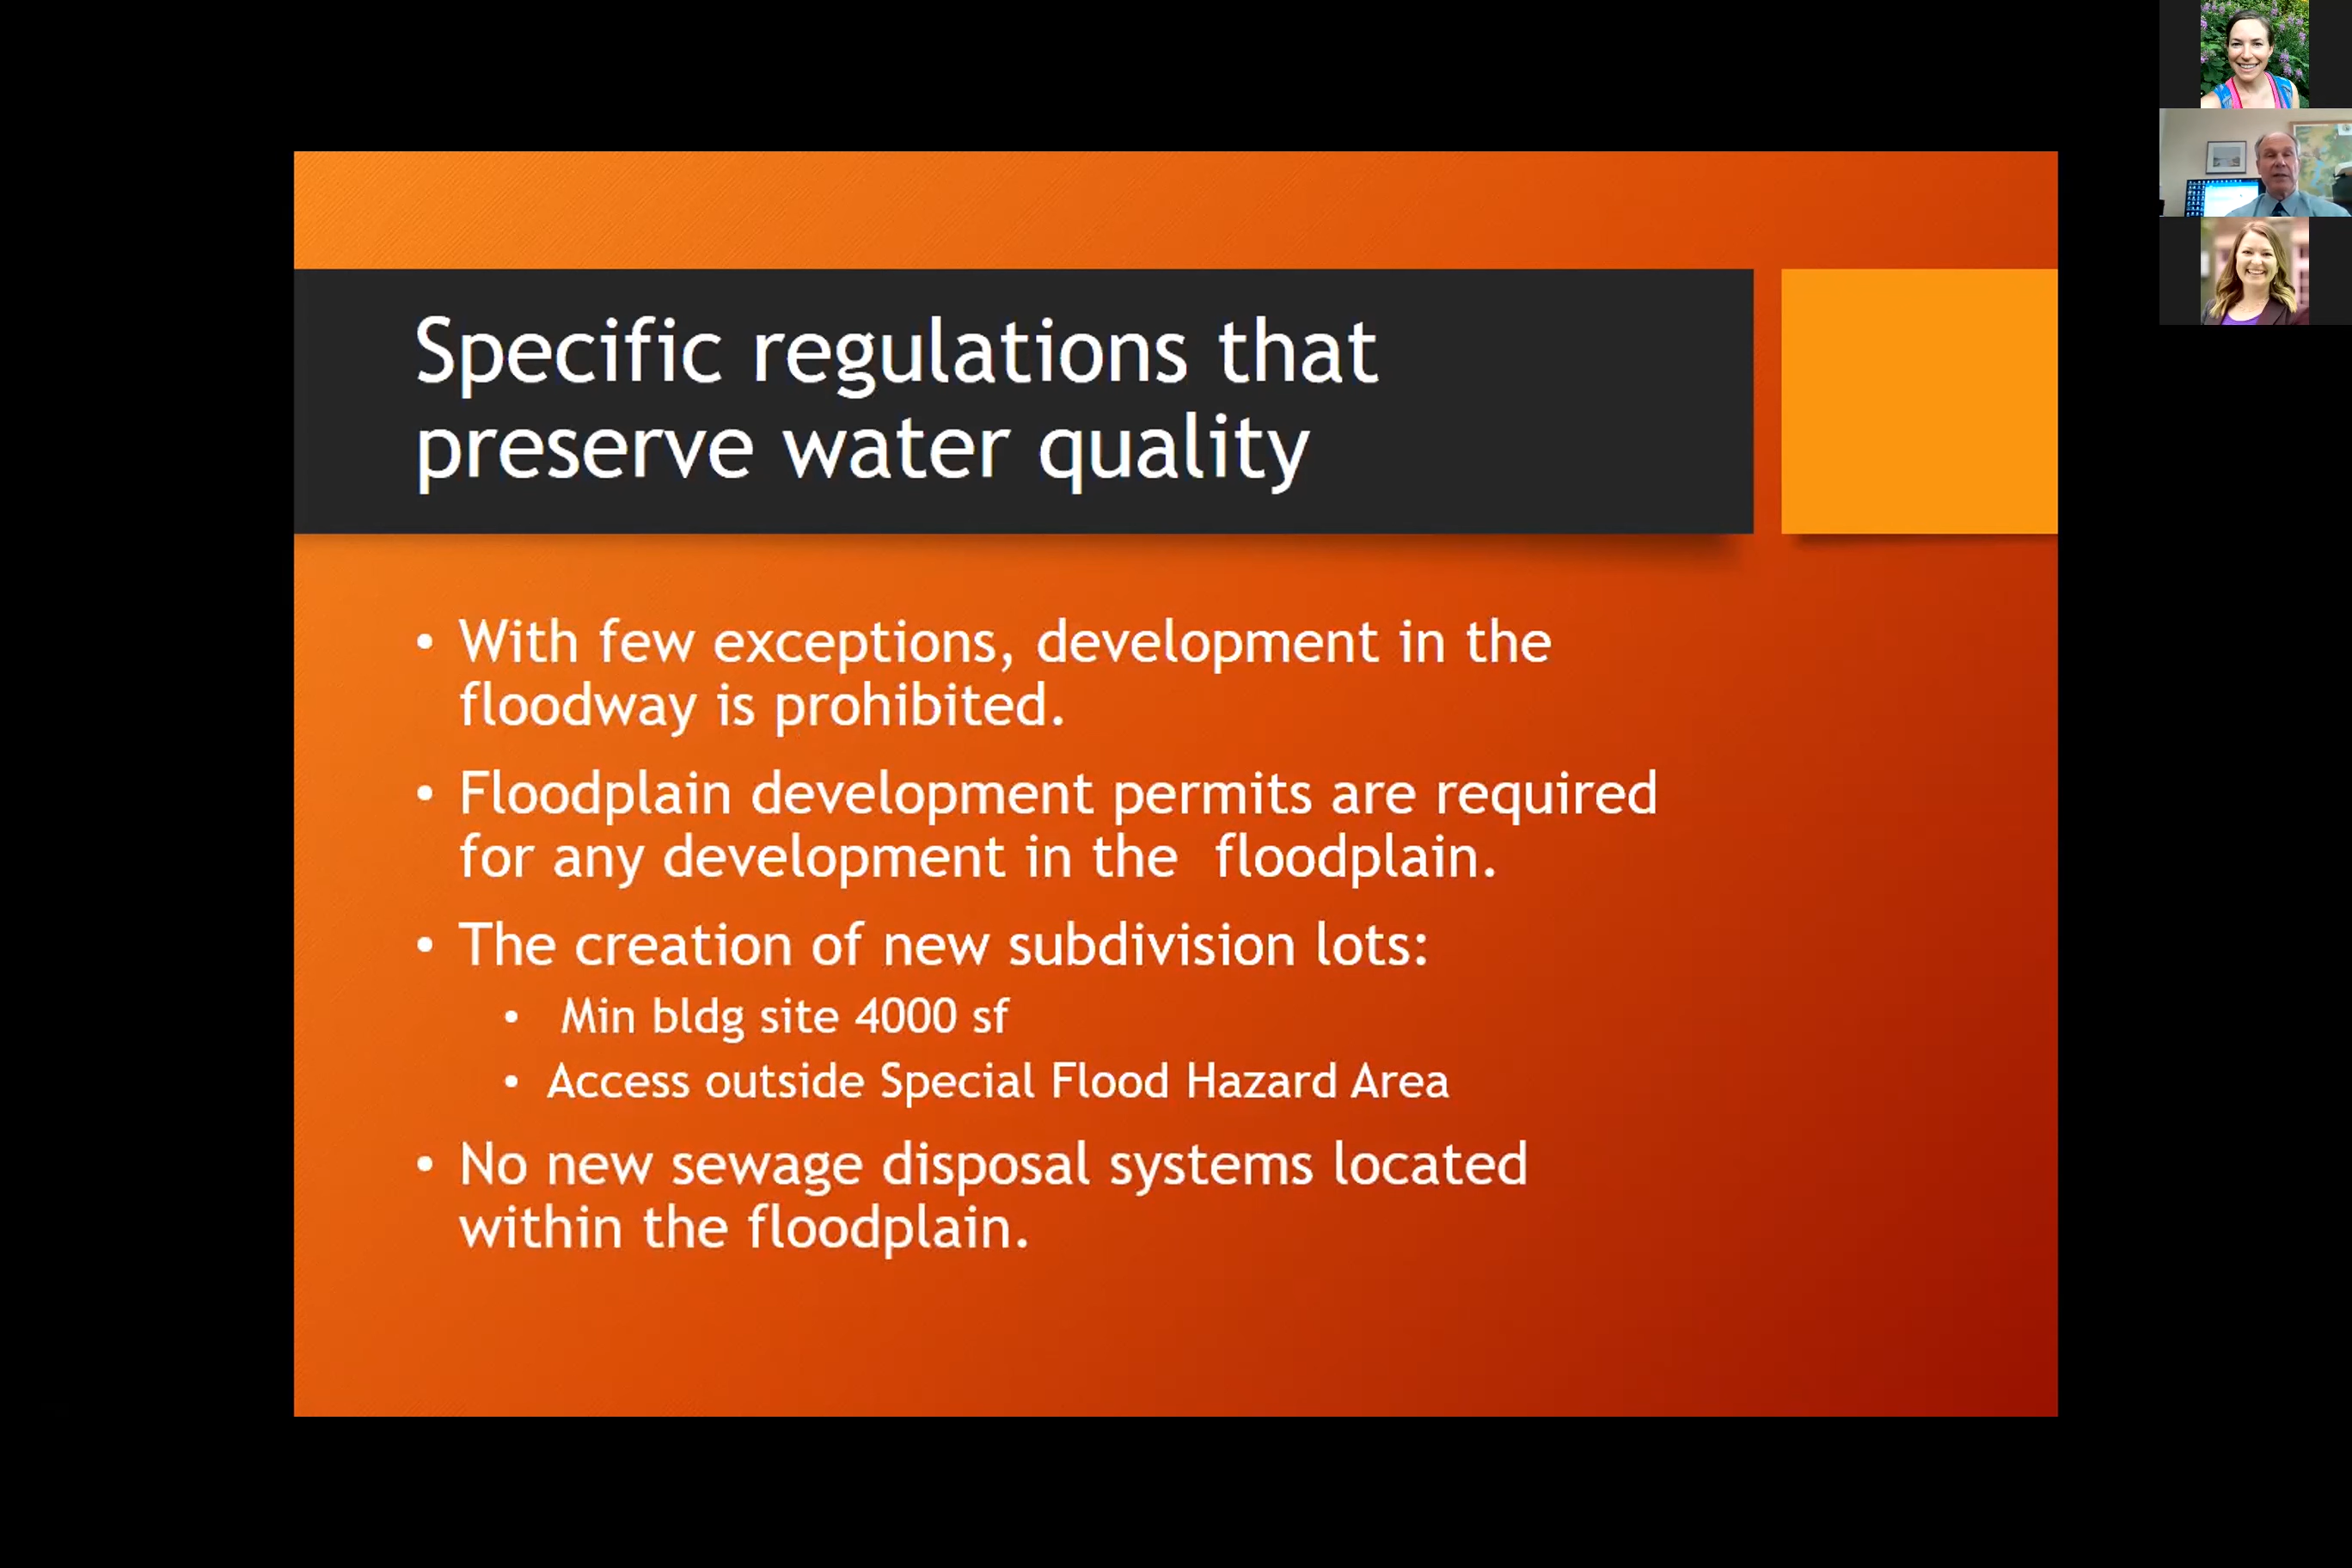 Specific regulations that
preserve water quality
• With few exceptions, development in the
floodway is prohibited.
• Floodplain development permits are required
for any development in the  floodplain.
• The creation of new subdivision lots:
• Min bldg site 4000 sf
• Access outside Special Flood Hazard Area
• No new sewage disposal systems located
within the floodplain.